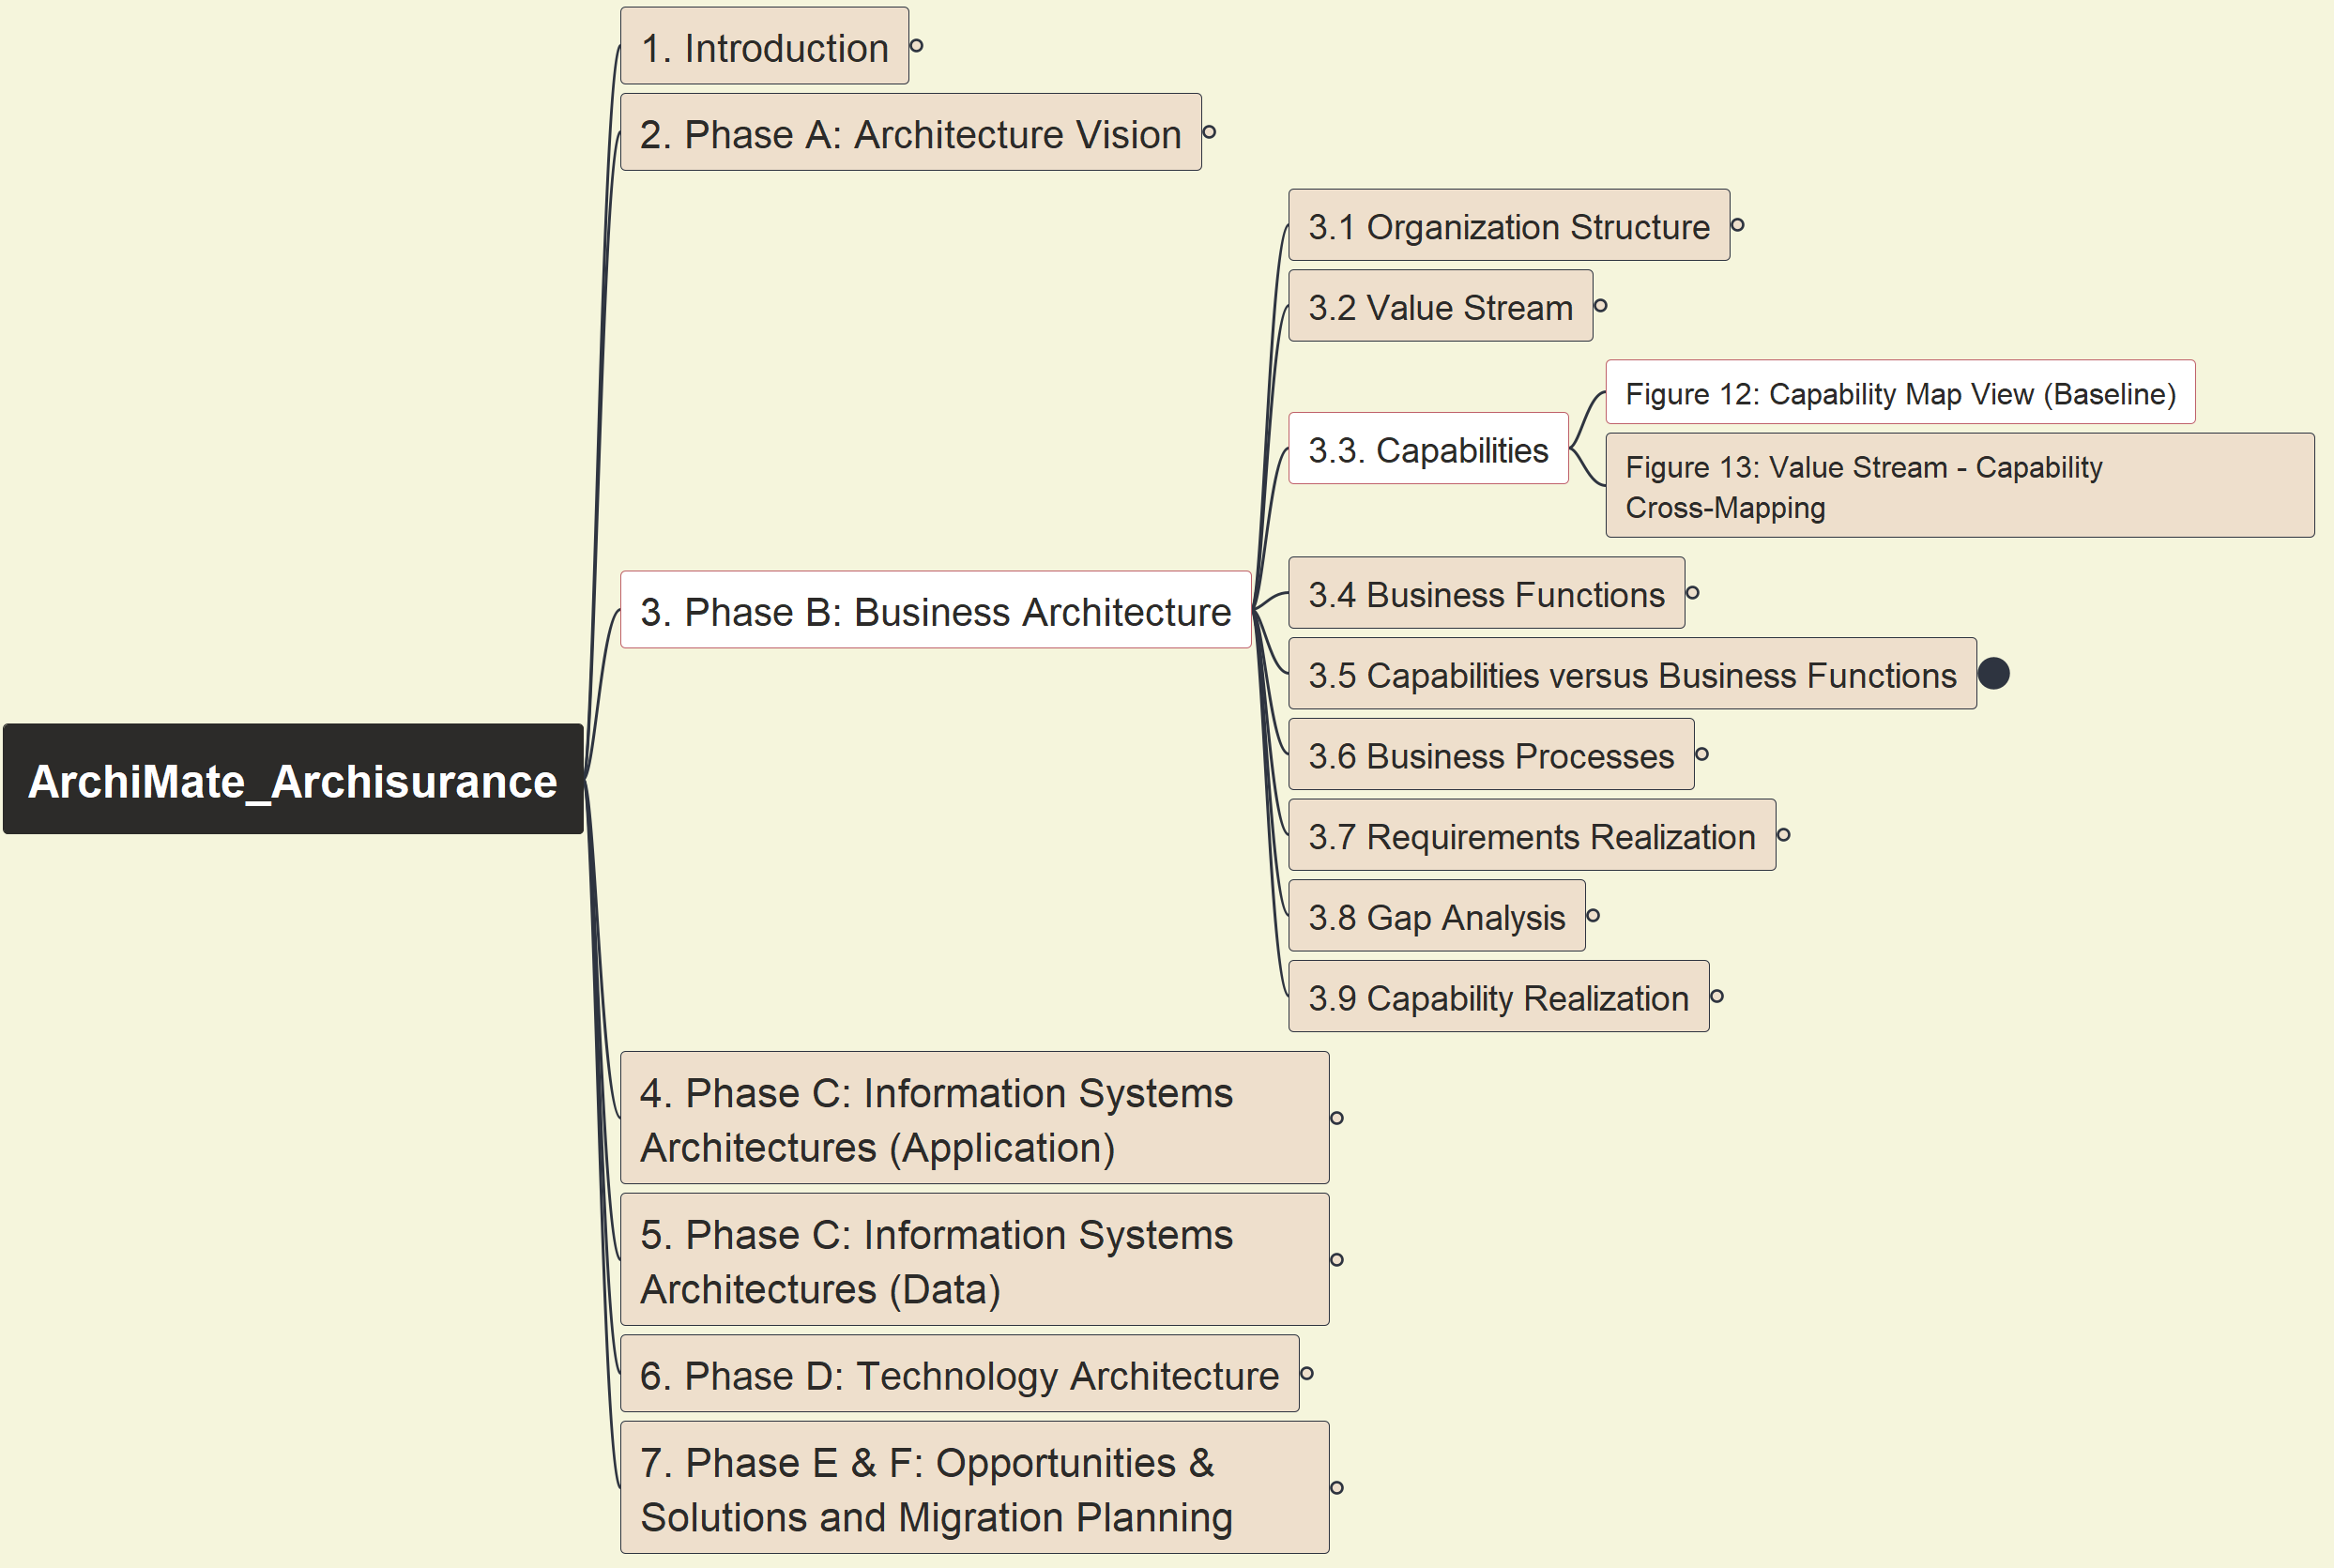 1. Introduction
2. Phase A: Architecture Vision
3.1 Organization Structure
3.2 Value Stream
Figure 12: Capability Map View (Baseline)
3.3. Capabilities
Figure 13: Value Stream - Capability
Cross-Mapping
3.4 Business Functions
3. Phase B: Business Architecture
3.5 Capabilities versus Business Functions
3.6 Business Processes
ArchiMate_Archisurance
3.7 Requirements Realization
3.8 Gap Analysis
3.9 Capability Realization
4. Phase C: Information Systems
Architectures (Application)
5. Phase C: Information Systems
Architectures (Data)
6. Phase D: Technology Architecture
7. Phase E & F: Opportunities &
Solutions and Migration Planning